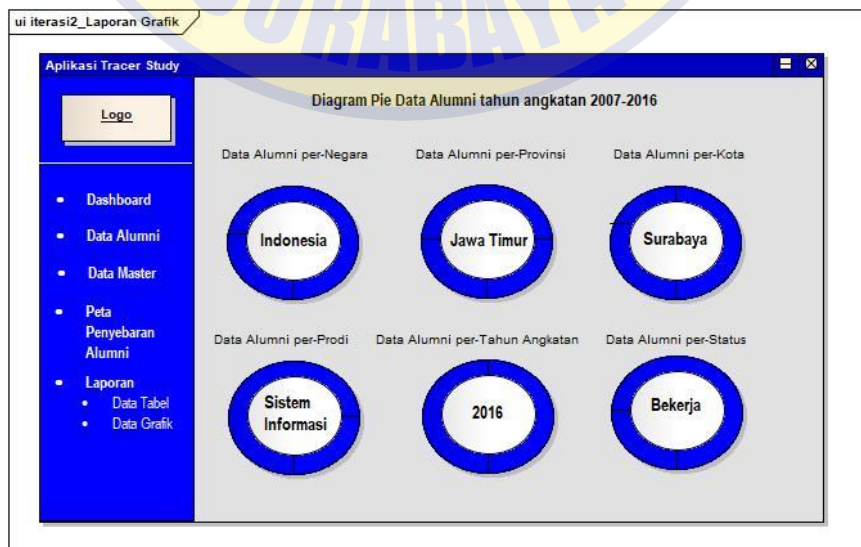 SURABAYA
ui iterasi2_Laporan Grafik
Aplikasi Tracer Study
Logo
Dashboard
Data Alumni
Data Master
Peta
Penyebaran
Alumni
Laporan
Data Tabel
Data Grafik
Diagram Pie Data Alumni tahun angkatan 2007-2016
Data Alumni per-Negara
Data Alumni per-Provinsi
Data Alumni per-Kota
Indonesia
Jawa Timur
Surabaya
Data Alumni per-Prodi
Data Alumni per-Tahun Angkatan
Data Alumni per-Status
Sistem
Informasi
2016
Bekerja